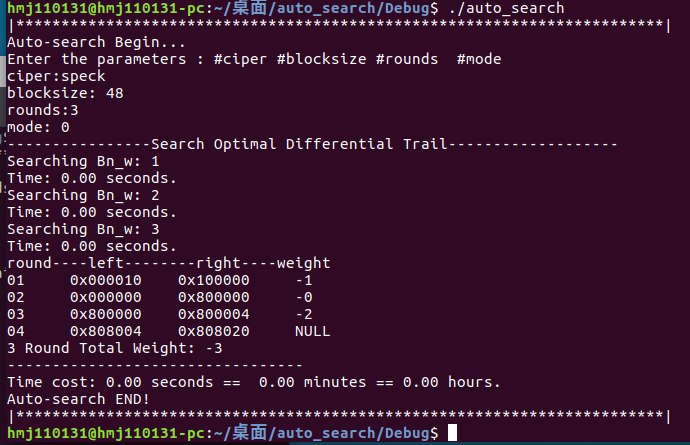 hmj110131@hmj110131-pc:~/桌面/auto_search/Debug$ ./auto_search
|************************************************************************|
Auto-search Begin...
Enter the parameters : #ciper #blocksize #rounds  #mode
ciper:speck
blocksize: 48
rounds:3
mode: 0
----------------Search Optimal Differential Trail-------------------
Searching Bn_w: 1
Time: 0.00 seconds.
Searching Bn_w: 2
Time: 0.00 seconds.
Searching Bn_w: 3
Time: 0.00 seconds.
round----left--------right----weight
01     0x000010    0x100000     -1
02     0x000000    0x800000     -0
03     0x800000    0x800004     -2
04     0x808004    0x808020     NULL
3 Round Total Weight: -3
---------------------------------
Time cost: 0.00 seconds ==  0.00 minutes == 0.00 hours.
Auto-search END!
|************************************************************************|
hmj110131@hmj110131-pc:~/桌面/auto_search/Debug$